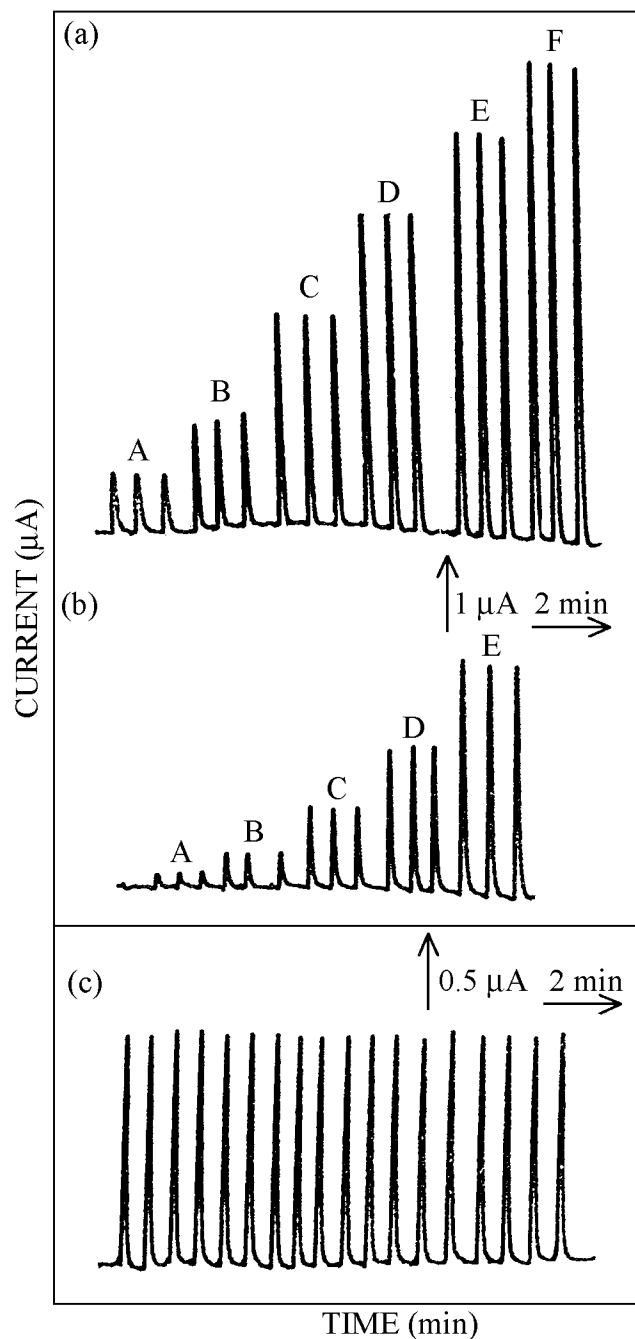 (a)
F
E
D
C
B
A
1 µA 2 min
(b)
E
D
C
B
A
0.5 µA 2 min
(c)
CURRENT (µA)
TIME (min)